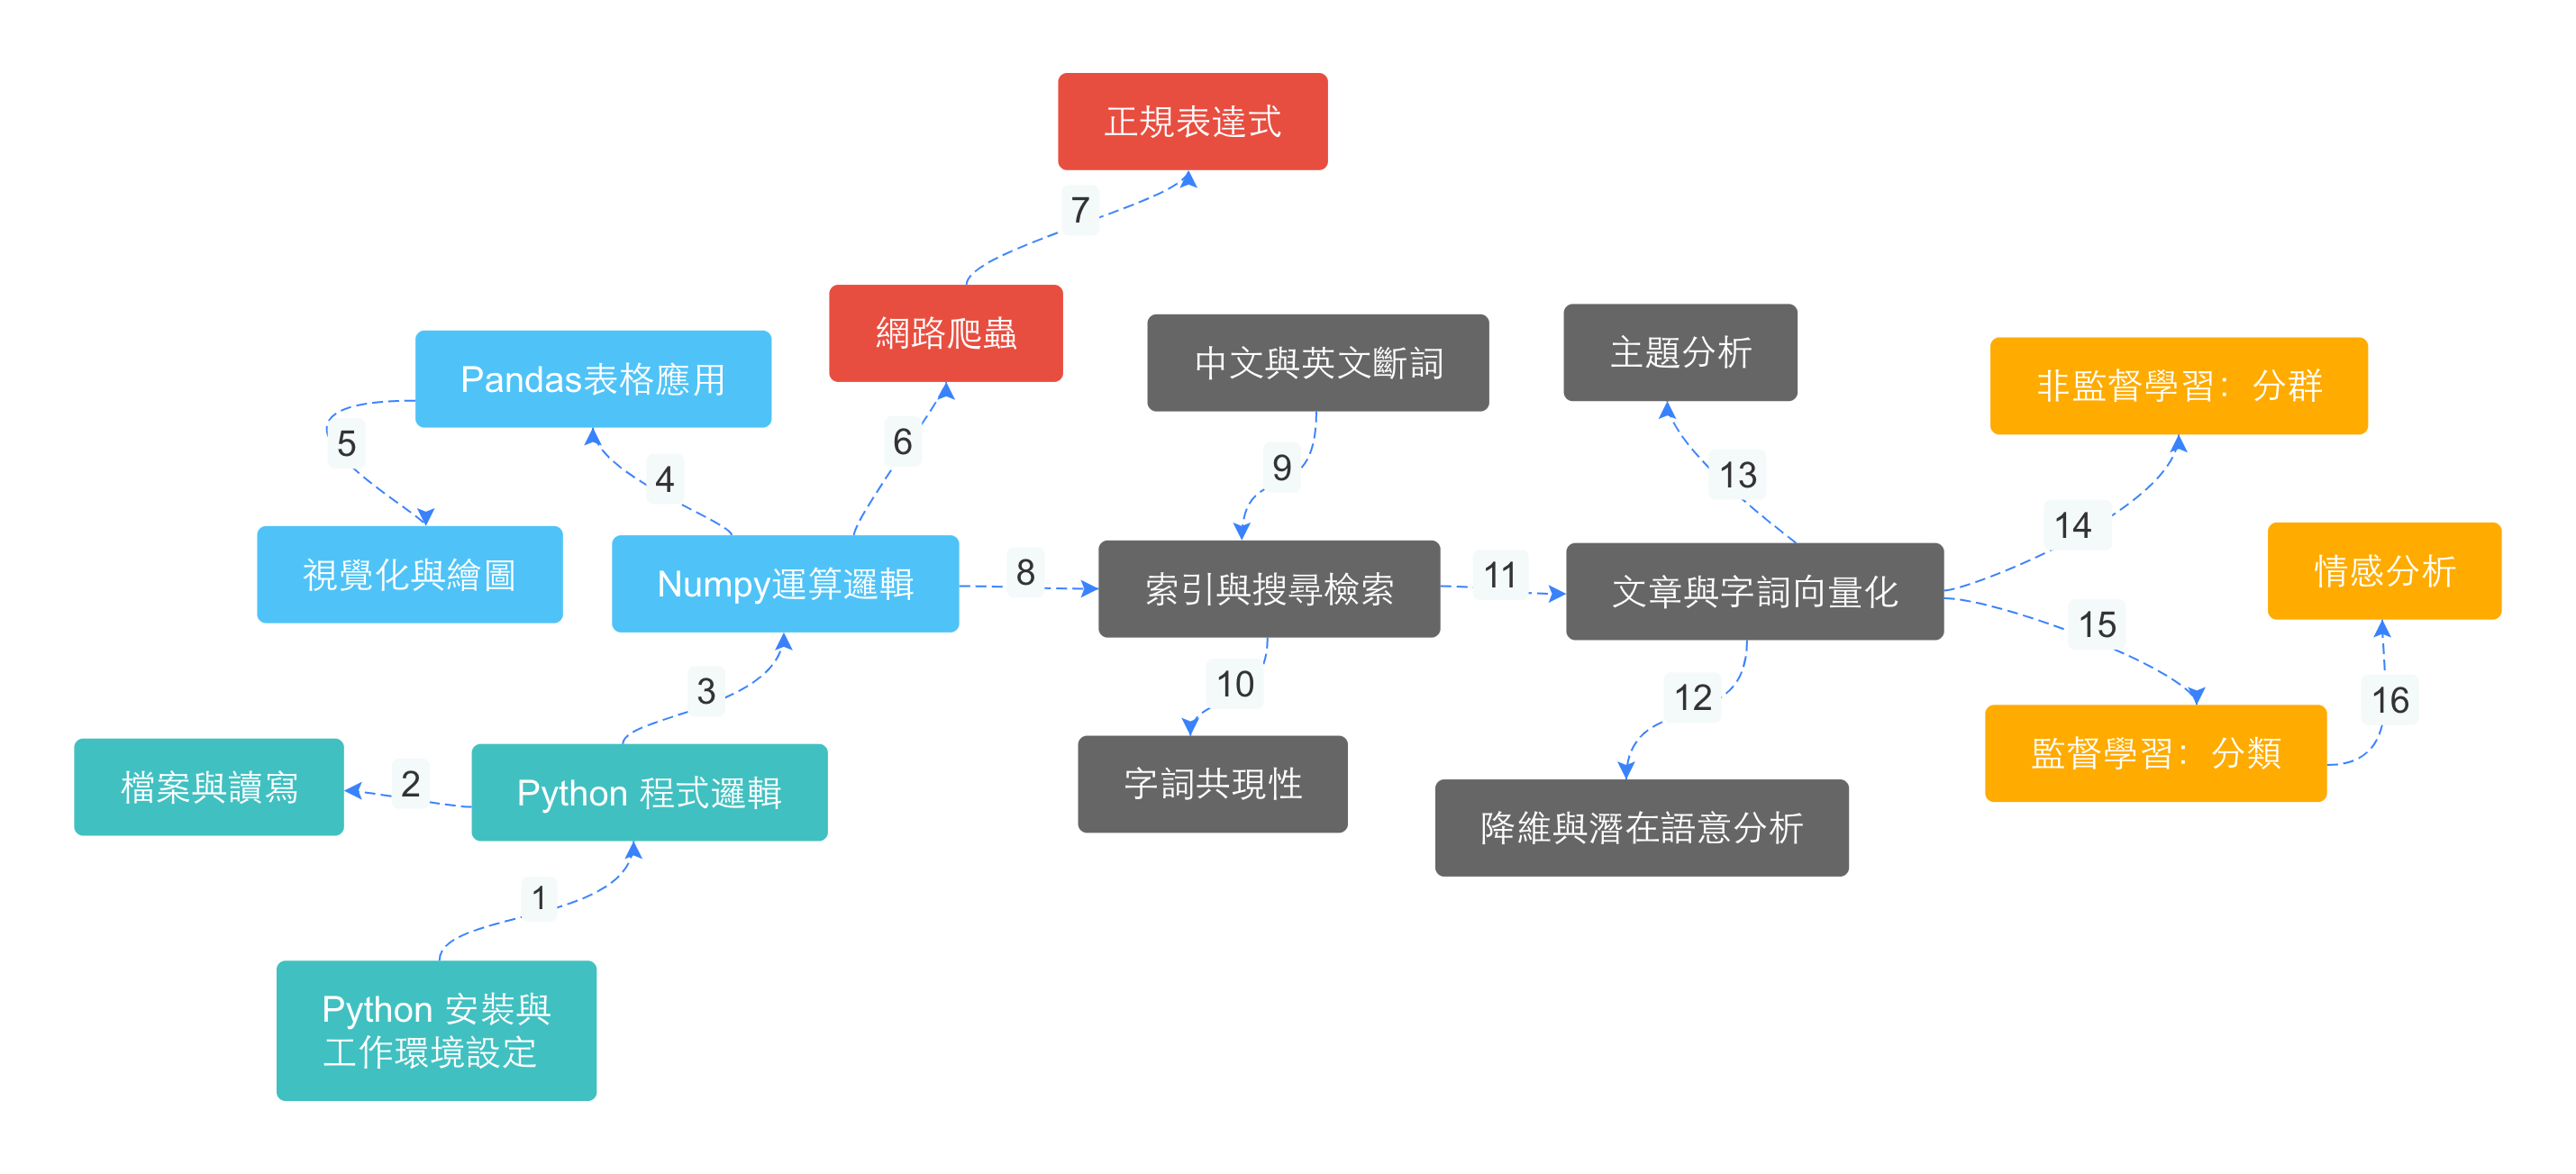 正規表達式
7
網路爬蟲
中文與英文斷詞
主題分析
Pandas表格應用
非監督學習：分群
5
4
6
9
13
14
視覺化與繪圖
Numpy運算邏輯
8
索引與搜尋檢索
11
文章與字詞向量化
情感分析
15
3
10
12
16
檔案與讀寫
2
Python 程式邏輯
字詞共現性
降維與潛在語意分析
監督學習：分類
1
Python 安裝與
工作環境設定